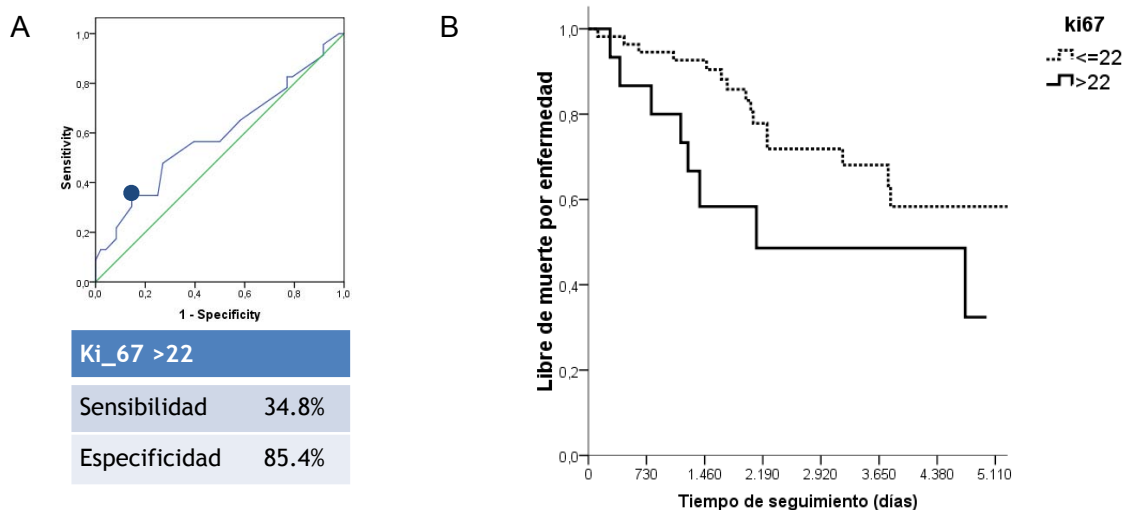 A
1,0
0,8
0,6
0,4
0,2
0,0
Sensitivity
0,0 0,2 0,4 0,6 0,8 1,0
1 - Specificity
Ki_67 >22
Sensibilidad 34.8%
Especificidad 85.4%
B
1,0
0,8
0,6
0,4
0,2
0,0
Libre de muerte por enfermedad
0 730 1.460 2.190 2.920 3.650 4.380 5.110
Tiempo de seguimiento (días)
ki67
<=22
>22